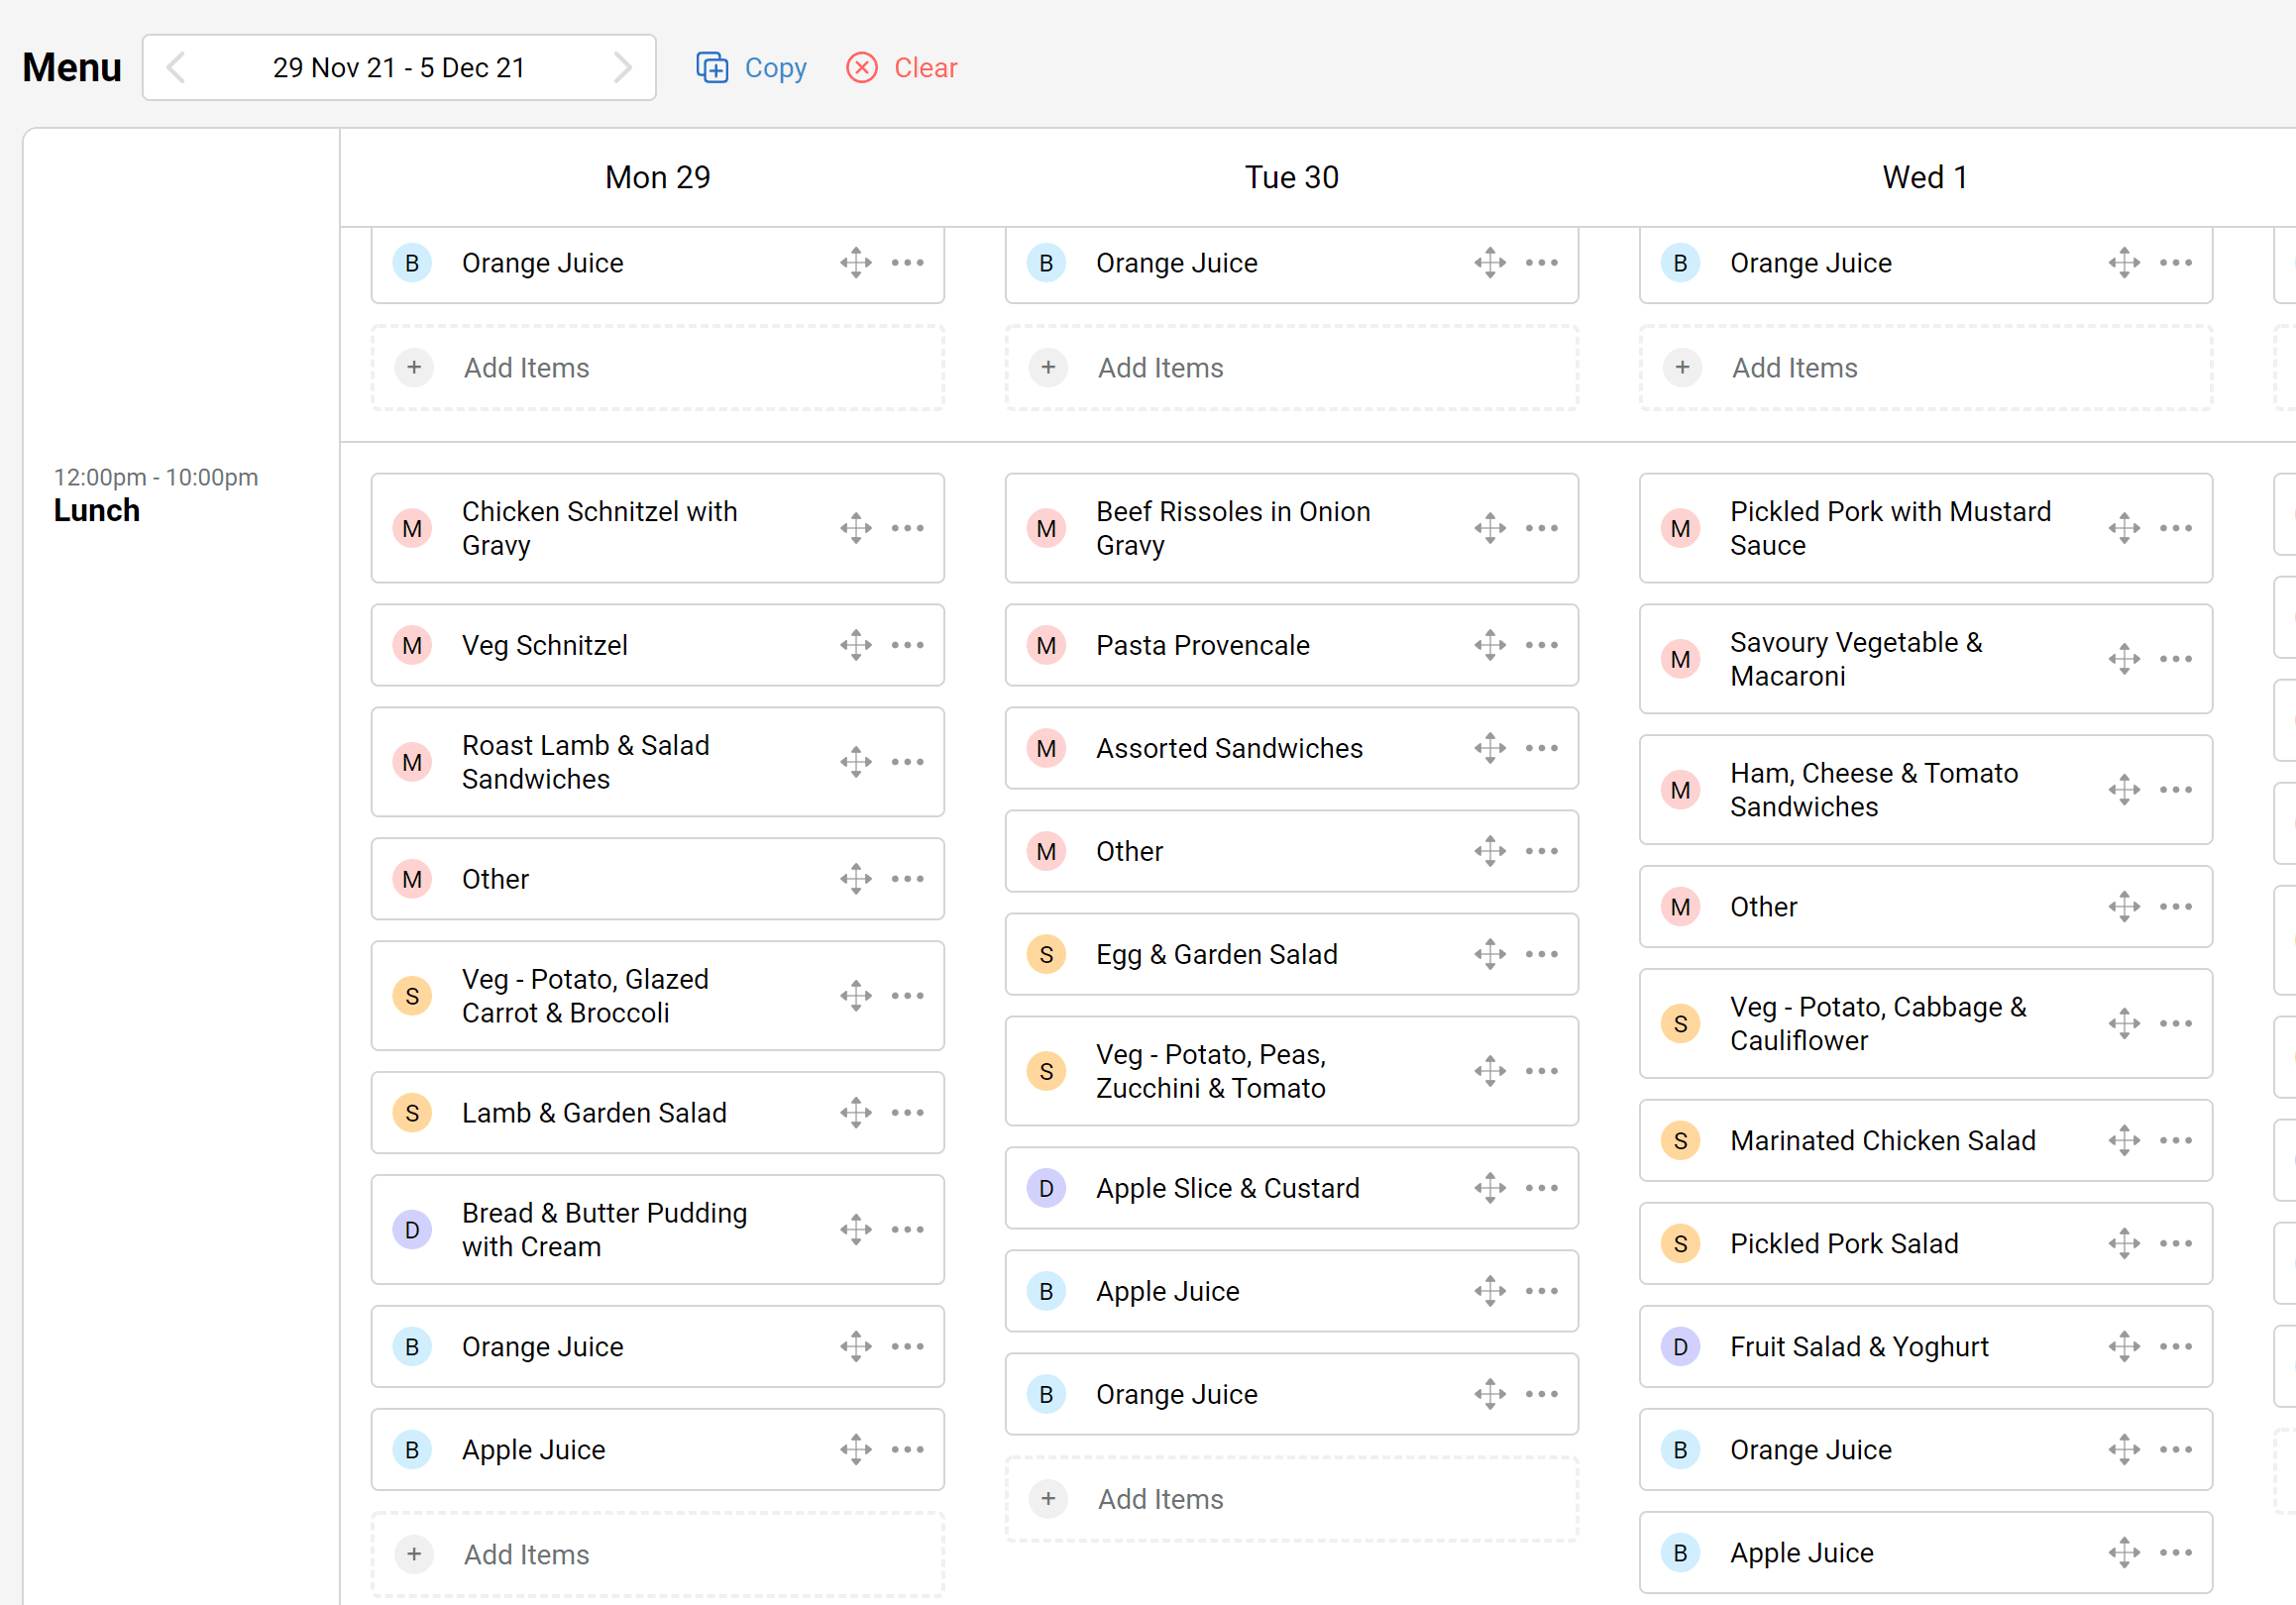 Menu
29 Nov 21 - 5 Dec 21
Copy
Clear
Mon 29
Tue 30
Wed 1
B Orange Juice
B Orange Juice
B Orange Juice
+ Add Items
+ Add Items
+ Add Items
12:00pm - 10:00pm
Lunch
M Chicken Schnitzel with
Gravy
M Veg Schnitzel
M Roast Lamb & Salad
Sandwiches
M Other
S Veg - Potato, Glazed
Carrot & Broccoli
S Lamb & Garden Salad
D Bread & Butter Pudding
with Cream
B Orange Juice
B Apple Juice
+ Add Items
M Beef Rissoles in Onion
Gravy
M Pasta Provencale
M Assorted Sandwiches
M Other
S Egg & Garden Salad
S Veg - Potato, Peas,
Zucchini & Tomato
D Apple Slice & Custard
B Apple Juice
B Orange Juice
+ Add Items
M Pickled Pork with Mustard
Sauce
M Savoury Vegetable &
Macaroni
M Ham, Cheese & Tomato
Sandwiches
M Other
S Veg - Potato, Cabbage &
Cauliflower
S Marinated Chicken Salad
S Pickled Pork Salad
D Fruit Salad & Yoghurt
B Orange Juice
B Apple Juice